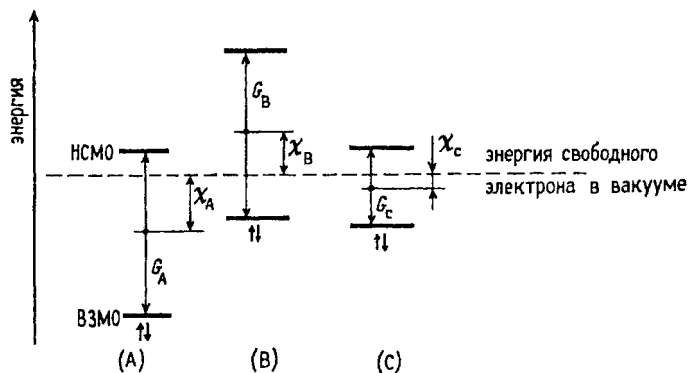 энергия
НСМО
ВЗМО
G_A
χ_A
G_B
χ_B
G_C
χ_C
энергия свободного
электрона в вакууме
(A)
(B)
(C)